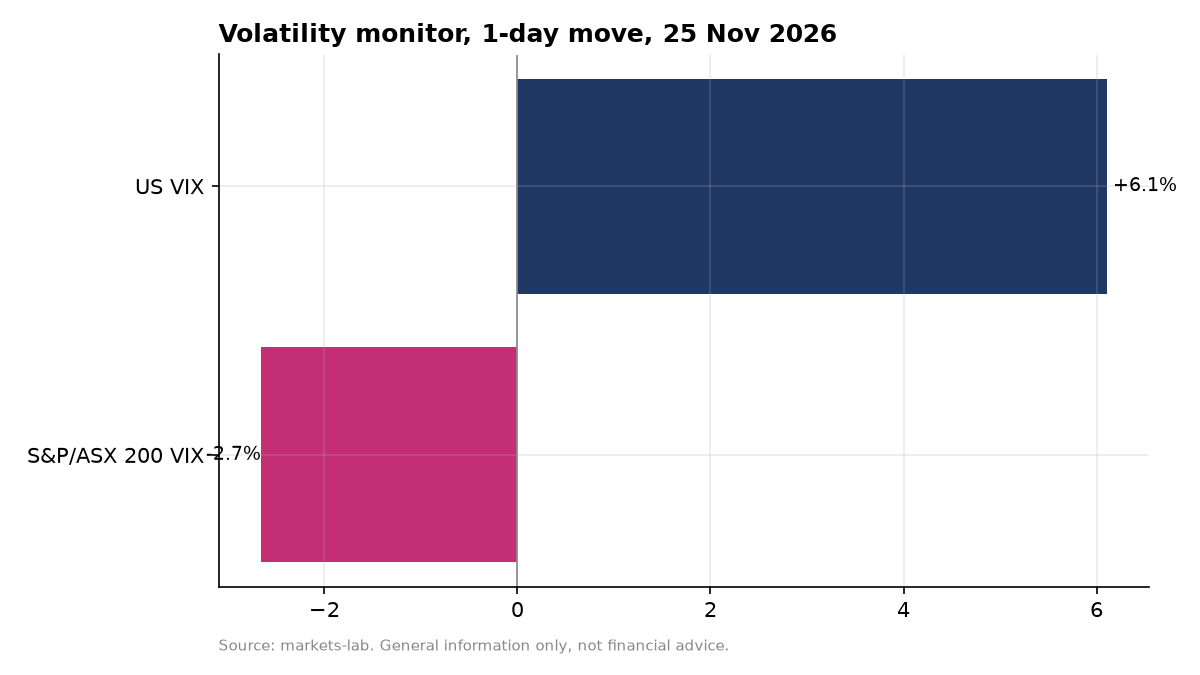 Volatility monitor, 1-day move, 25 Nov 2026
US VIX
+6.1%
S&P/ASX 200 VIX
-2.7%
−2 0 2 4 6
Source: markets-lab. General information only, not financial advice.